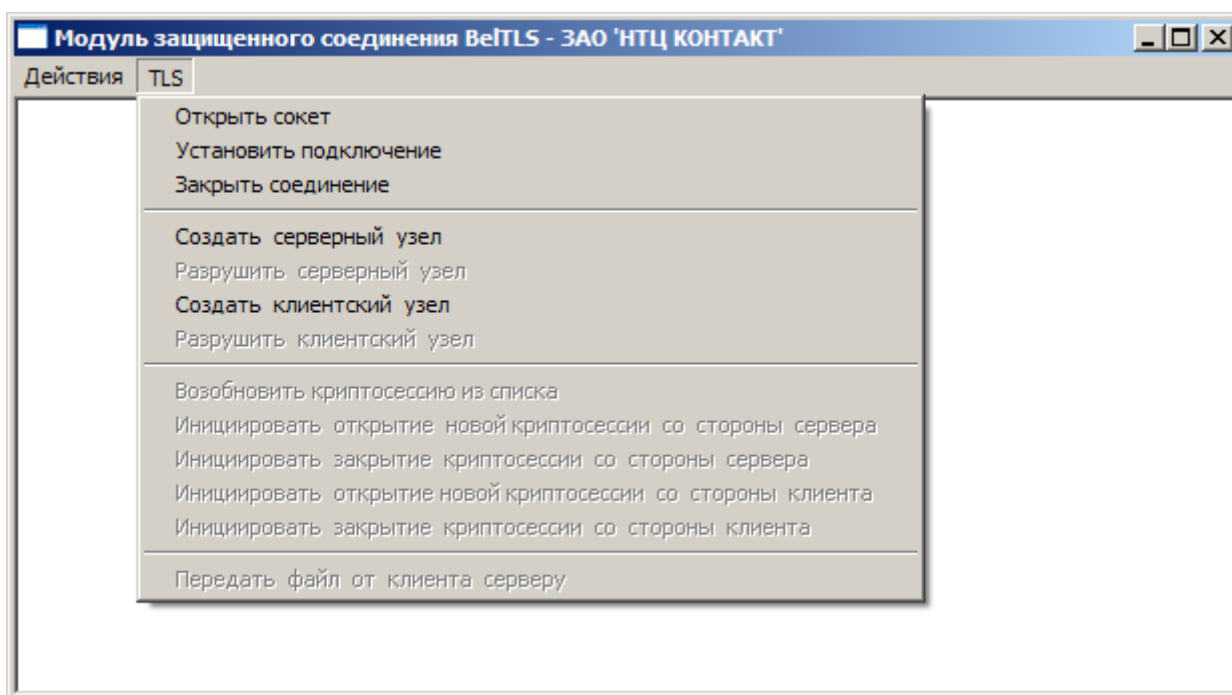 Модуль защищенного соединения BelTLS - ЗАО 'НТЦ КОНТАКТ'
Действия TLS
Открыть сокет
Установить подключение
Закрыть соединение
Создать серверный узел
Разрушить серверный узел
Создать клиентский узел
Разрушить клиентский узел
Возобновить криптосессию из списка
Инициировать открытие новой криптосессии со стороны сервера
Инициировать закрытие криптосессии со стороны сервера
Инициировать открытие новой криптосессии со стороны клиента
Инициировать закрытие криптосессии со стороны клиента
Передать файл от клиента серверу